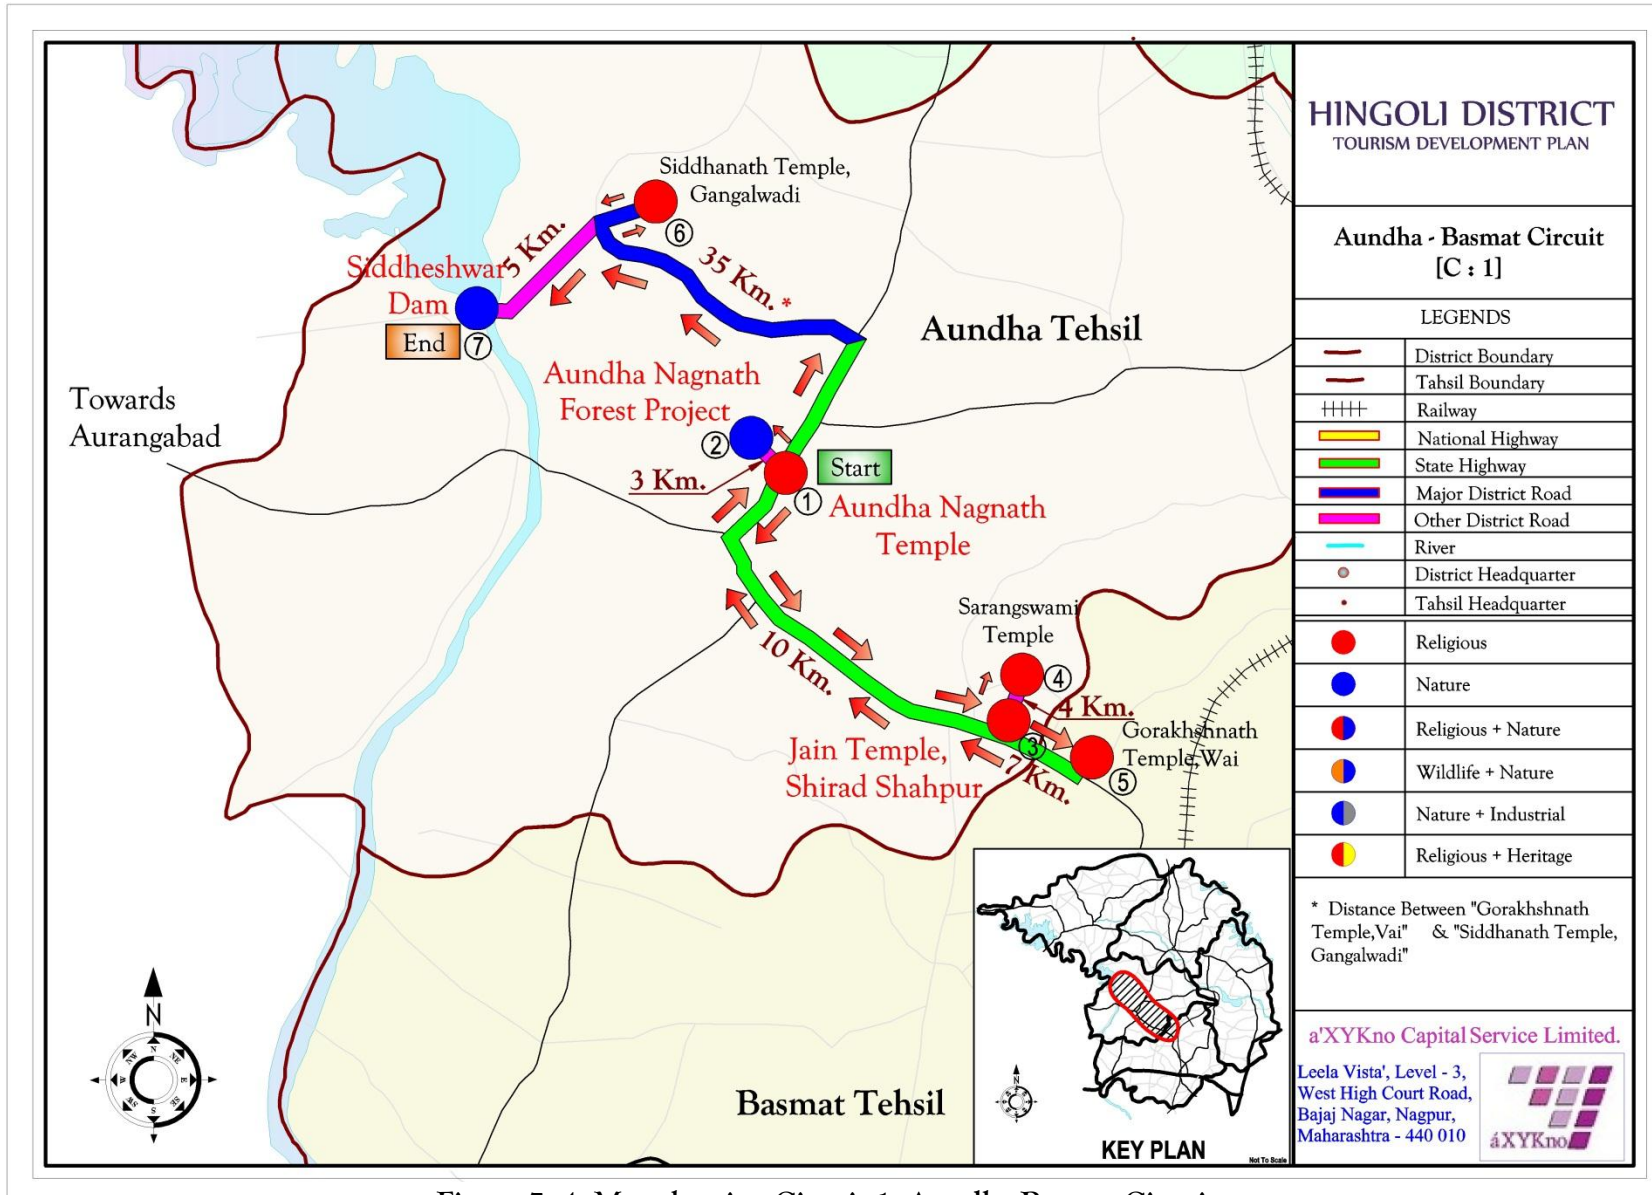 HINGOLI DISTRICT
TOURISM DEVELOPMENT PLAN
Aundha - Basmat Circuit
[C : 1]
LEGENDS
District Boundary
Tahsil Boundary
Railway
National Highway
State Highway
Major District Road
Other District Road
River
District Headquarter
Tahsil Headquarter
Religious
Nature
Religious + Nature
Wildlife + Nature
Nature + Industrial
Religious + Heritage
* Distance Between "Gorakhshnath
Temple,Vai" & "Siddhanath Temple,
Gangalwadi"
a'XYKno Capital Service Limited.
Leela Vista', Level - 3,
West High Court Road,
Bajaj Nagar, Nagpur,
Maharashtra - 440 010
áXYKno
Siddhanath Temple,
Gangalwadi
6
5 Km.
35 Km. *
Siddheshwar
Dam
End
7
Aundha Tehsil
Aundha Nagnath
Forest Project
2
3 Km.
Start
1
Aundha Nagnath
Temple
Towards
Aurangabad
10 Km.
Sarangswami
Temple
4
4 Km.
3
Gorakhshnath
Temple,Wai
5
7 Km.
Jain Temple,
Shirad Shahpur
Basmat Tehsil
N
N
NE
E
SE
S
SW
W
NW
N
KEY PLAN
Not To Scale